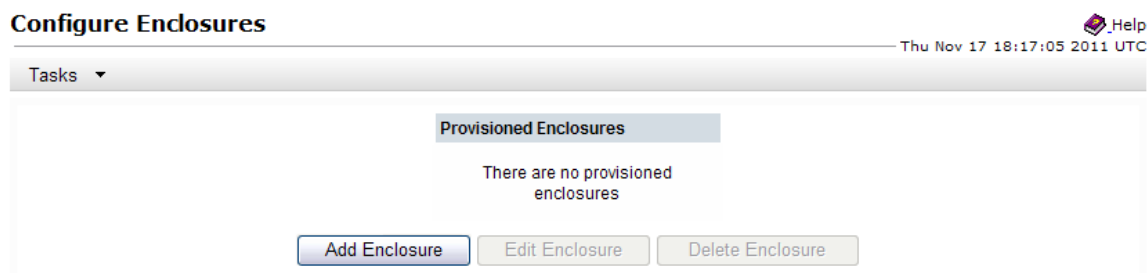 Configure Enclosures
Help
Thu Nov 17 18:17:05 2011 UTC
Tasks
Provisioned Enclosures
There are no provisioned
enclosures
Add Enclosure
Edit Enclosure
Delete Enclosure